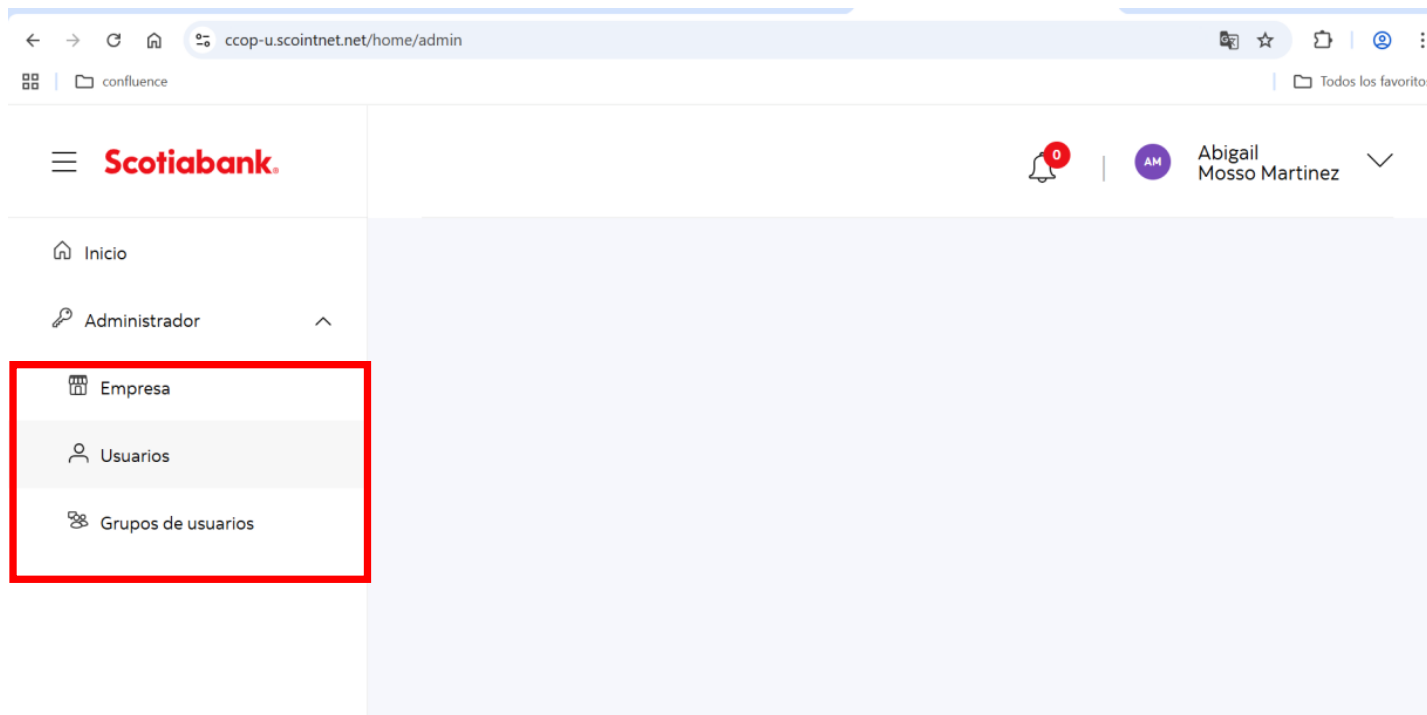 ccop-u.scointnet.net/home/admin
confluence
Todos los favoritos
Scotiabank.
0
AM
Abigail
Mosso Martinez
Inicio
Administrador
Empresa
Usuarios
Grupos de usuarios